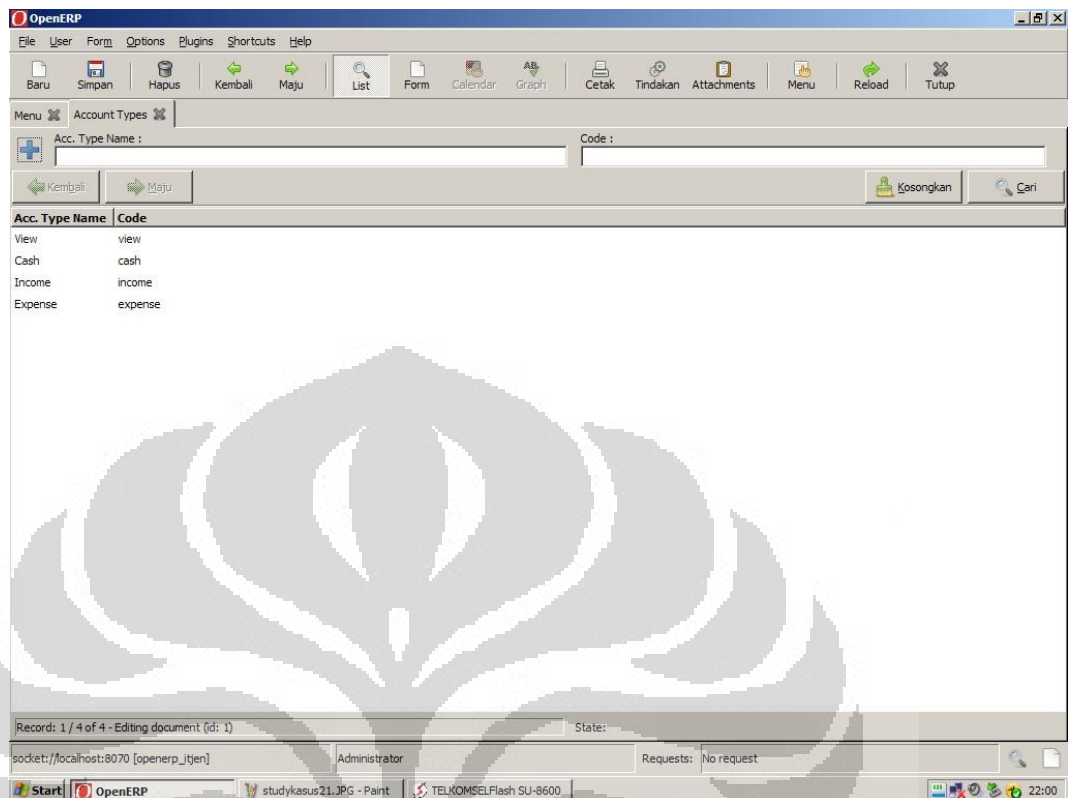 OpenERP
File User Form Options Plugins Shortcuts Help
Baru Simpan Hapus Kembali Maju List Form Calendar Graph Cetak Tindakan Attachments Menu Reload Tutup
Menu Account Types
Acc. Type Name : Code :
Kembali Maju Kosongkan Cari
Acc. Type Name Code
View view
Cash cash
Income income
Expense expense
Record: 1 / 4 of 4 - Editing document (id: 1) State:
socket://localhost:8070 [openerp_itjen] Administrator Requests: No request
Start OpenERP studykasus21.JPG - Paint TELKOMSELFlash SU-8600 22:00